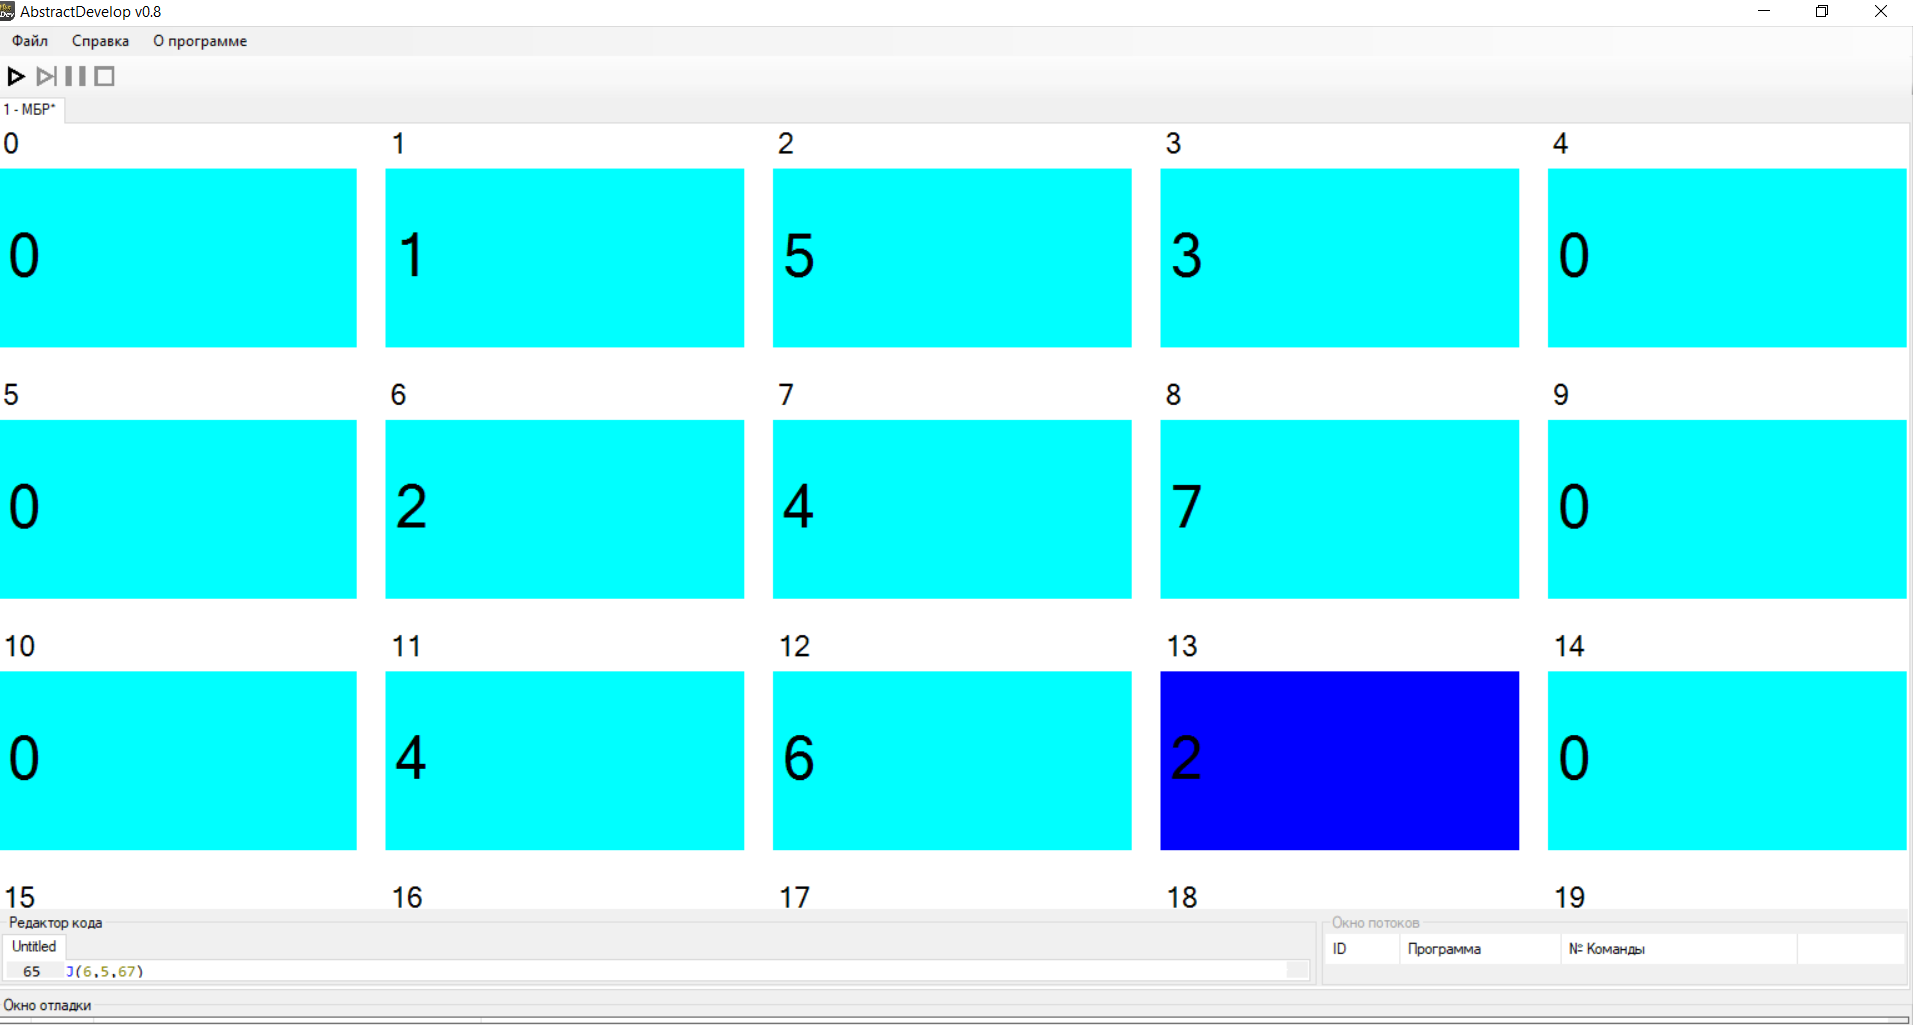 AbstractDevelop v0.8
Файл Справка О программе
1 - МБР*
0 1 2 3 4
0 1 5 3 0
5 6 7 8 9
0 2 4 7 0
10 11 12 13 14
0 4 6 2 0
15 16 17 18 19
Редактор кода Окно потоков
Untitled ID Программа № Команды
65 J(6,5,67)
Окно отладки